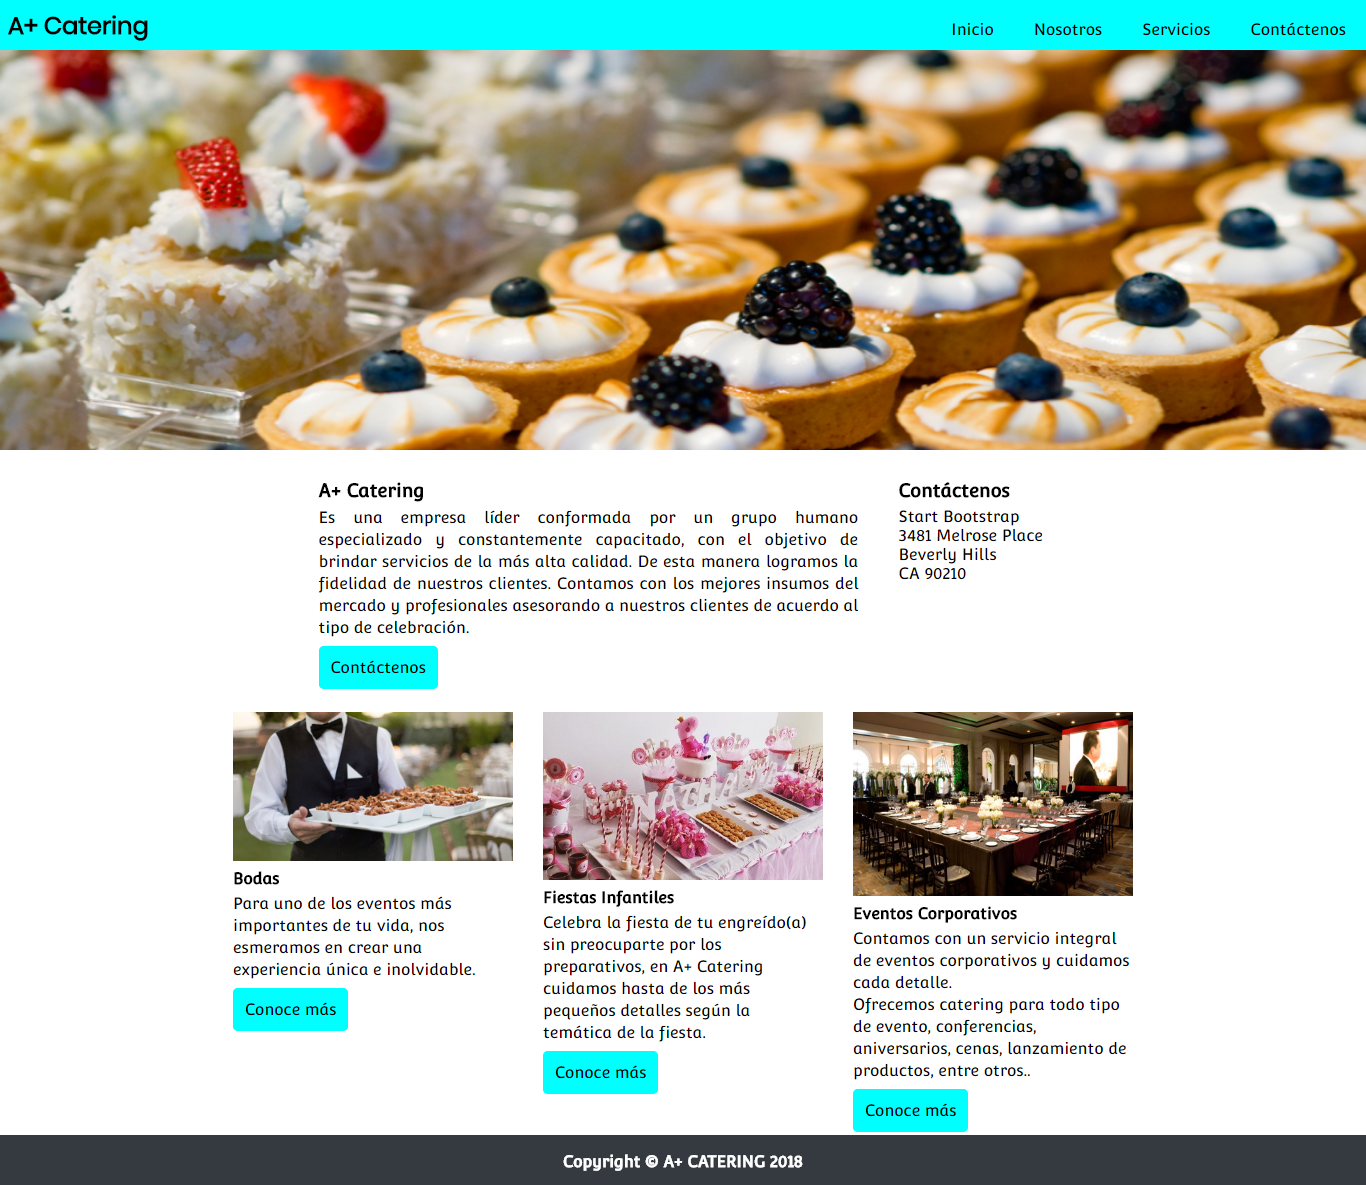 A+ Catering
Inicio Nosotros Servicios Contáctenos
A+ Catering
Es una empresa líder conformada por un grupo humano
especializado y constantemente capacitado, con el objetivo de
brindar servicios de la más alta calidad. De esta manera logramos la
fidelidad de nuestros clientes. Contamos con los mejores insumos del
mercado y profesionales asesorando a nuestros clientes de acuerdo al
tipo de celebración.
Contáctenos
Contáctenos
Start Bootstrap
3481 Melrose Place
Beverly Hills
CA 90210
NATHALY
Bodas
Para uno de los eventos más
importantes de tu vida, nos
esmeramos en crear una
experiencia única e inolvidable.
Conoce más
Fiestas Infantiles
Celebra la fiesta de tu engreído(a)
sin preocuparte por los
preparativos, en A+ Catering
cuidamos hasta de los más
pequeños detalles según la
temática de la fiesta.
Conoce más
Eventos Corporativos
Contamos con un servicio integral
de eventos corporativos y cuidamos
cada detalle.
Ofrecemos catering para todo tipo
de evento, conferencias,
aniversarios, cenas, lanzamiento de
productos, entre otros..
Conoce más
Copyright © A+ CATERING 2018